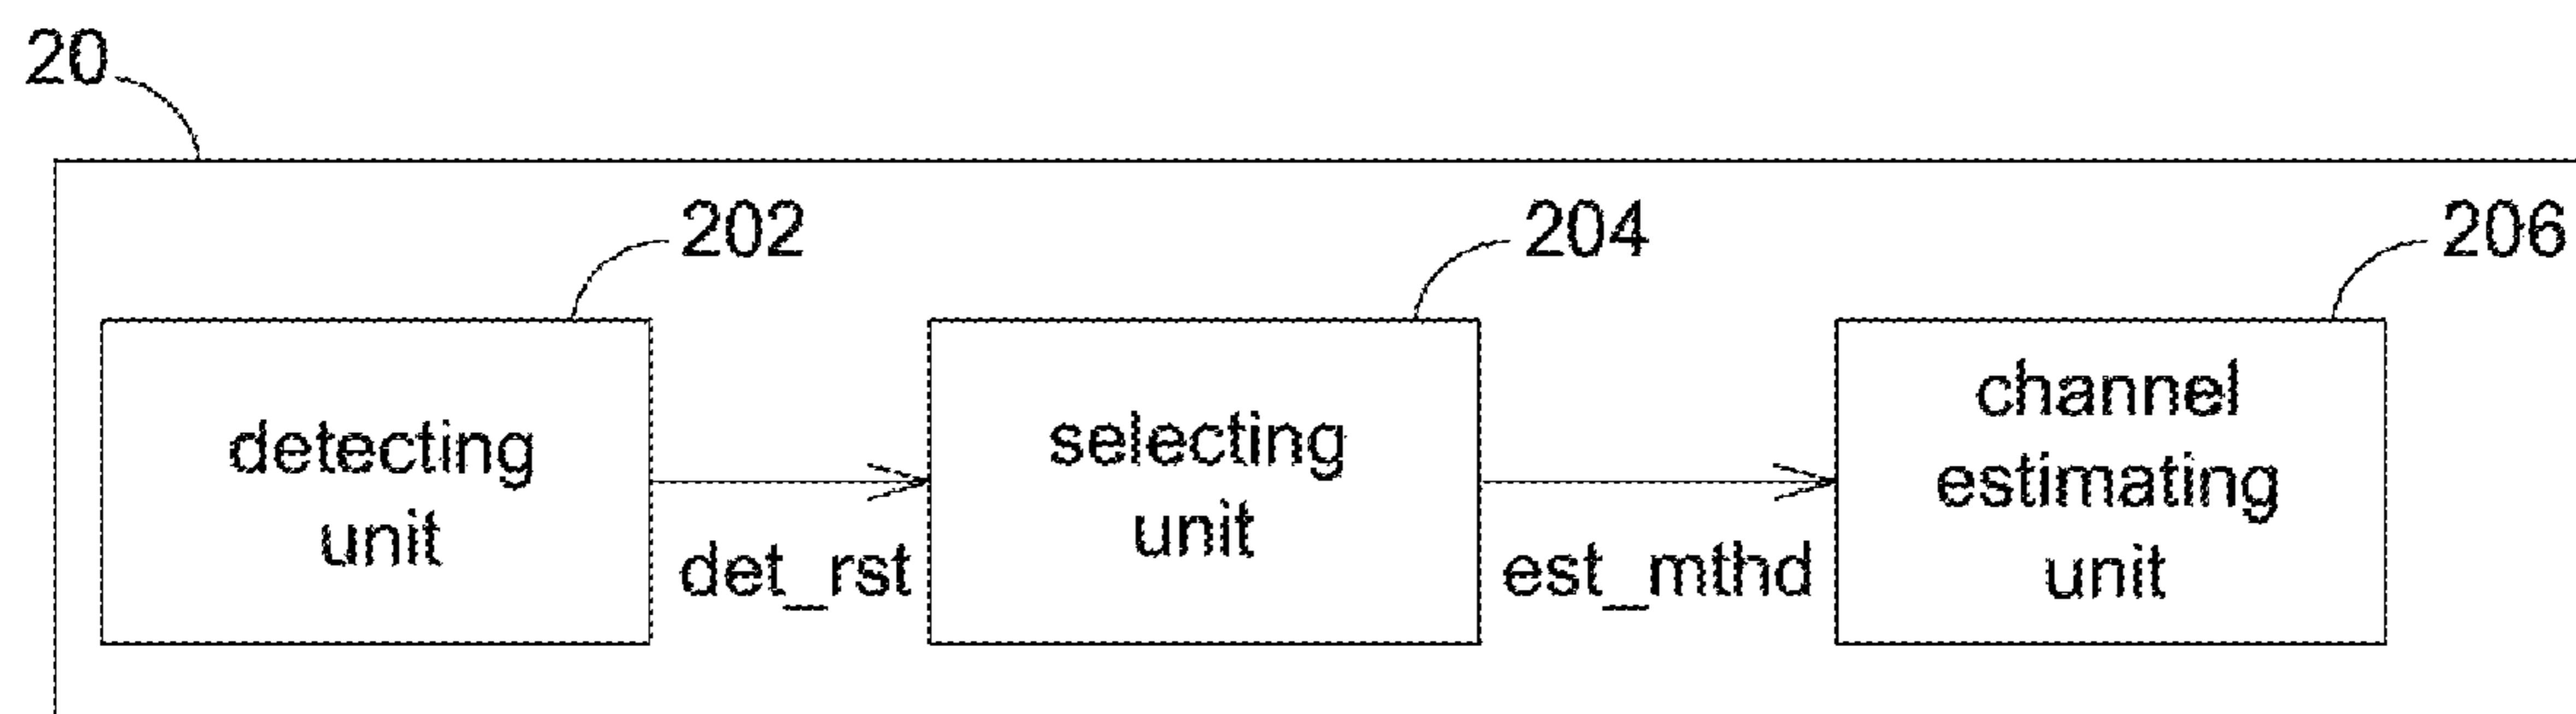 20
202
204
206
detecting
unit
det_rst
selecting
unit
est_mthd
channel
estimating
unit